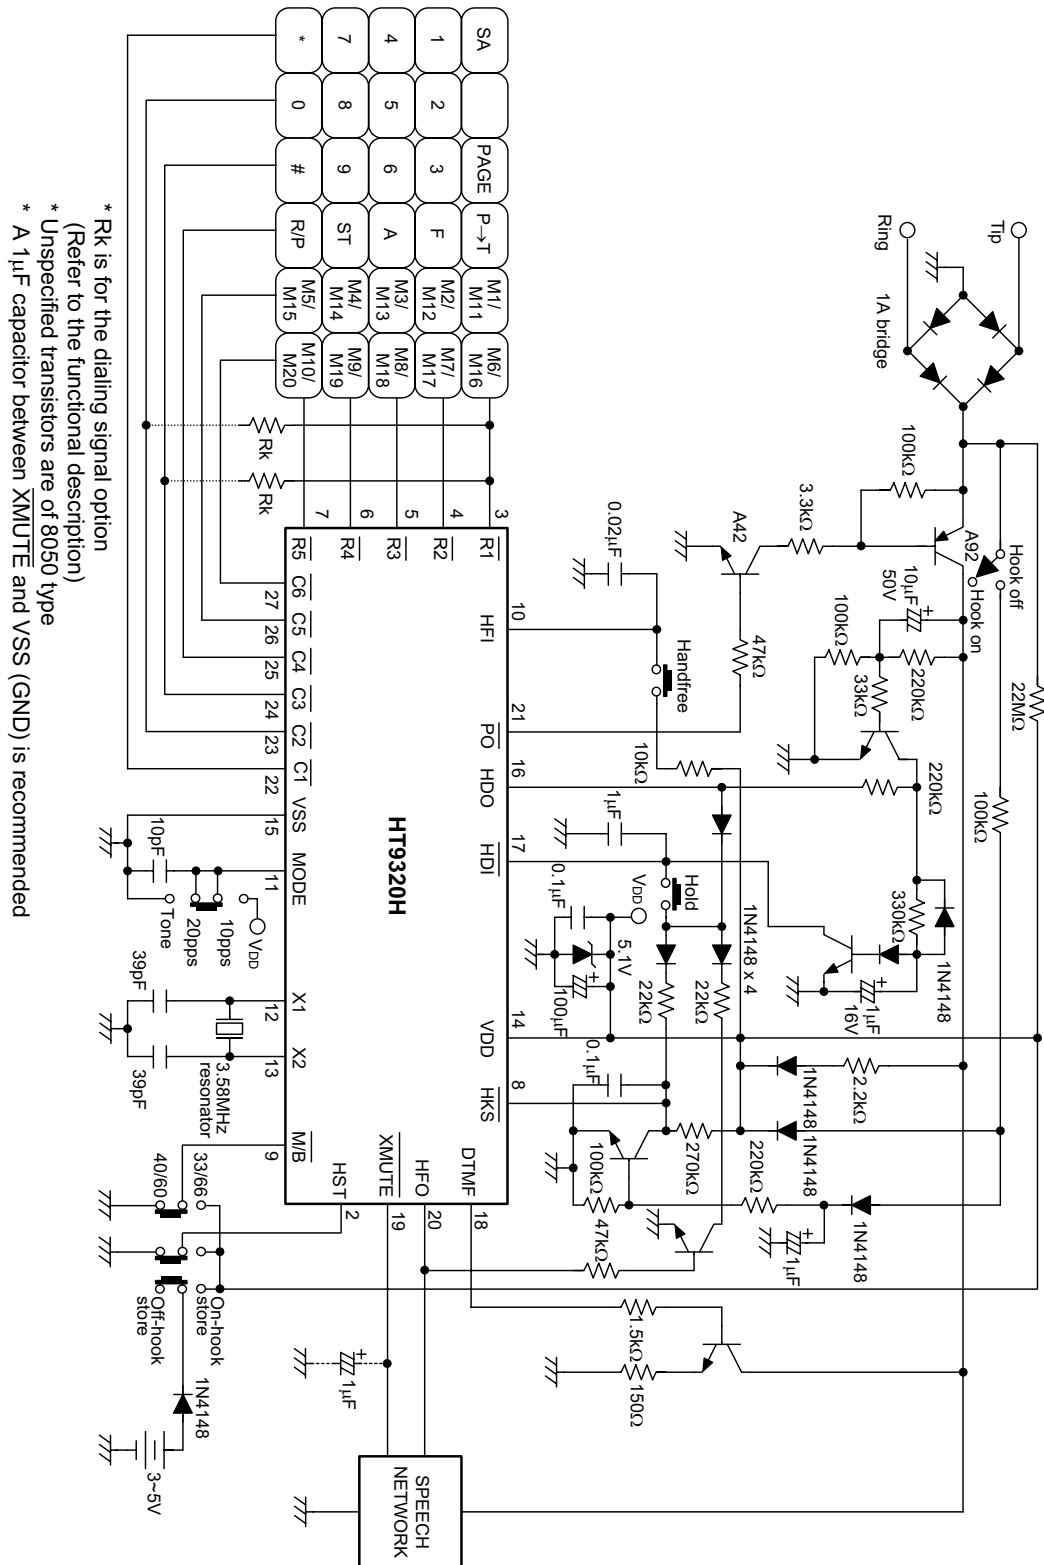 Tip
Ring
1A bridge
100kΩ
3.3kΩ
A42
A92
Hook off
Hook on
10μF
50V
100kΩ
220kΩ
33kΩ
22MΩ
100kΩ
220kΩ
47kΩ
330kΩ
1N4148
1μF
16V
0.02μF
Handfree
10kΩ
1μF
Hold
1N4148 x 4
VDD
0.1μF
5.1V
100μF
22kΩ
22kΩ
0.1μF
2.2kΩ
1N4148
1N4148
270kΩ
220kΩ
100kΩ
1N4148
1μF
47kΩ
1.5kΩ
150Ω
SA
PAGE
P→T
M1/
M11
M6/
M16
1
2
3
F
M2/
M12
M7/
M17
4
5
6
A
M3/
M13
M8/
M18
7
8
9
ST
M4/
M14
M9/
M19
*
0
#
R/P
M5/
M15
M10/
M20
Rk
Rk
3
4
5
6
7
R1
R2
R3
R4
R5
10
21
16
17
14
8
HFI
PO
HDO
HDI
VDD
HKS
HT9320H
DTMF
18
HFO
20
XMUTE
19
HST
2
C6
C5
C4
C3
C2
C1
VSS
MODE
X1
X2
M/B
27
26
25
24
23
22
15
11
12
13
9
10pF
VDD
10pps
20pps
Tone
39pF
39pF
3.58MHz
resonator
33/66
40/60
On-hook
store
Off-hook
store
1N4148
3~5V
1μF
SPEECH
NETWORK
* Rk is for the dialing signal option
(Refer to the functional description)
* Unspecified transistors are of 8050 type
* A 1μF capacitor between XMUTE and VSS (GND) is recommended